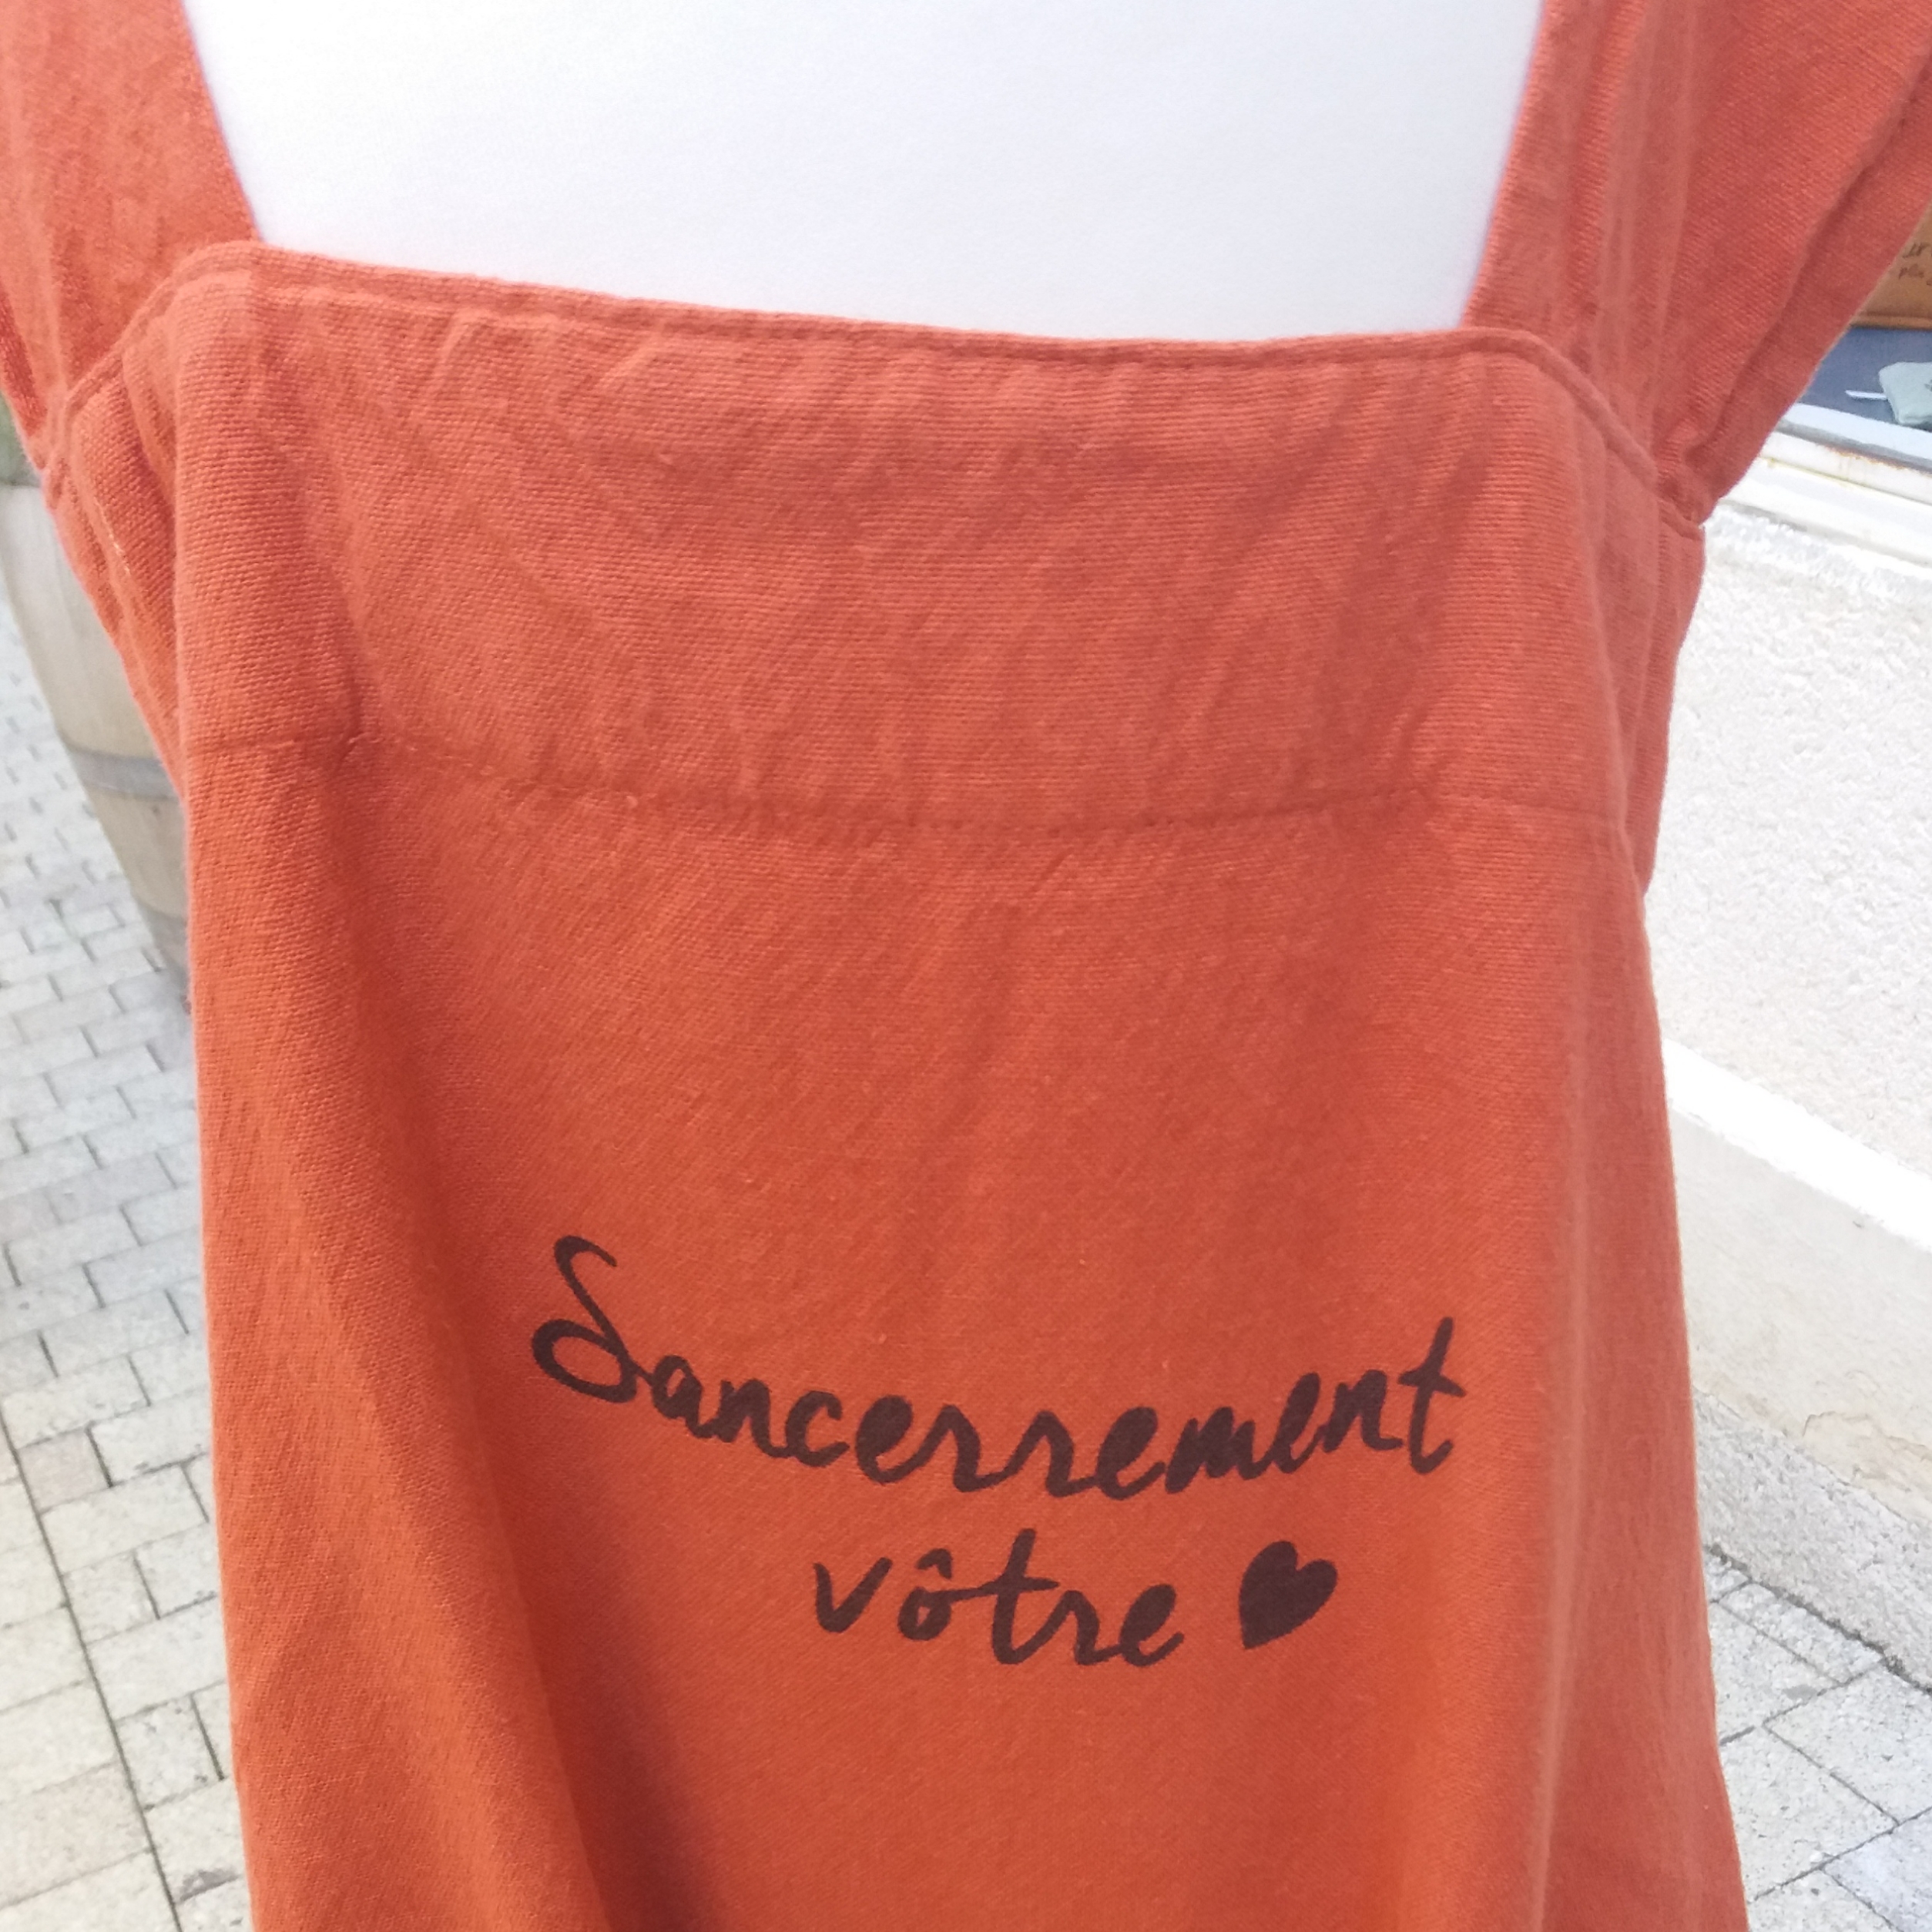 Sancerrement
vôtre ♥